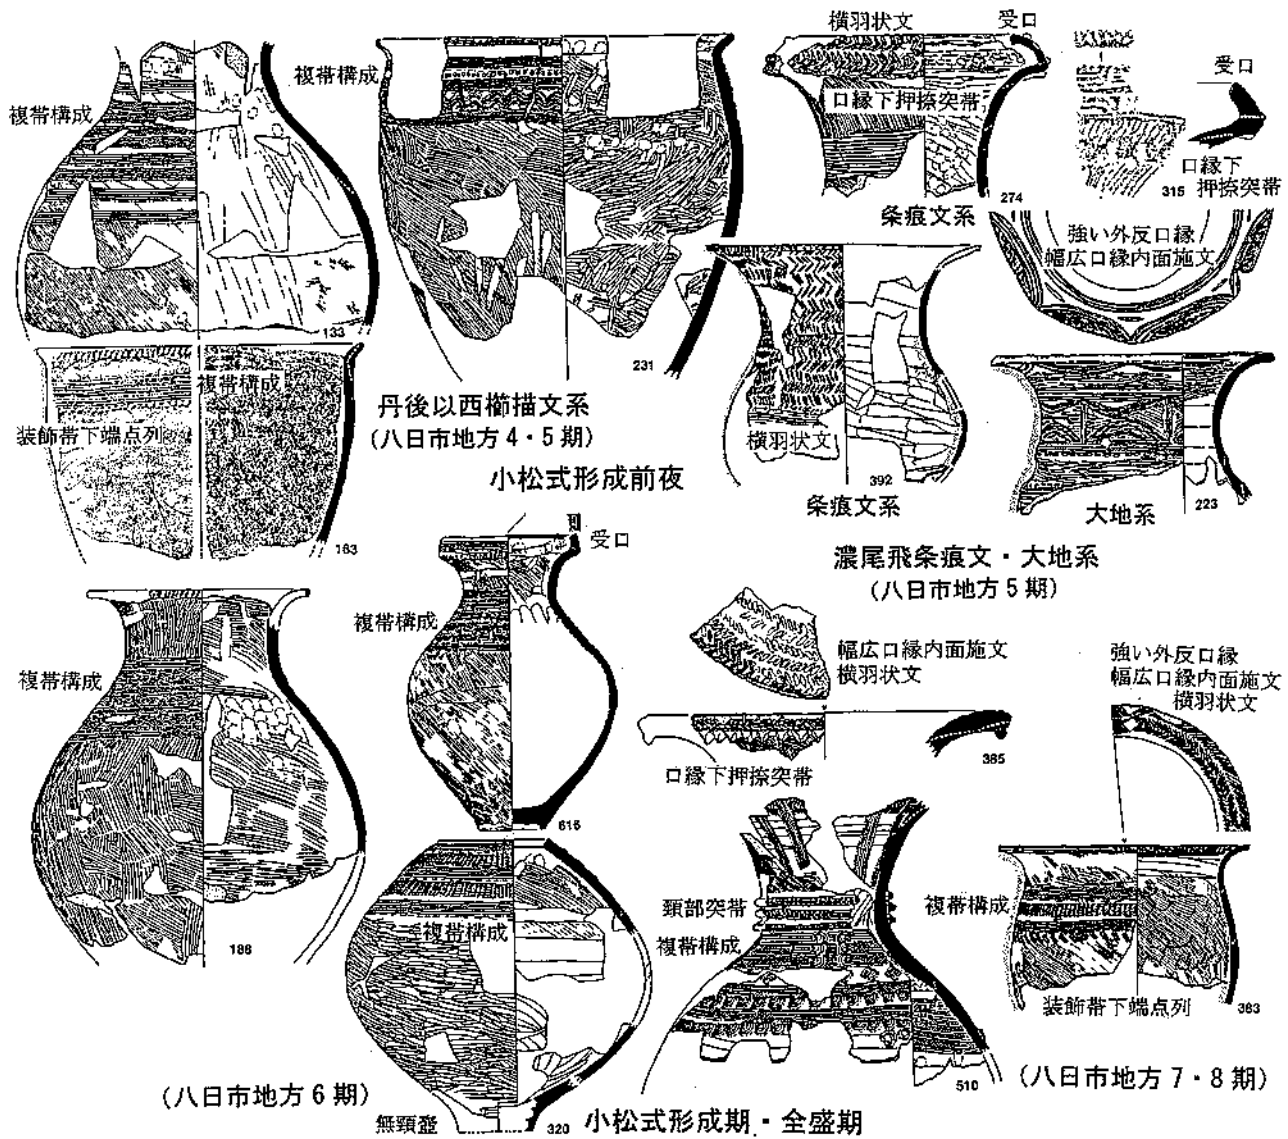 横羽状文
受口
複帯構成
複帯構成
口縁下押捺突帯
受口
口縁下
押捺突帯
315
274
条痕文系
強い外反口縁
幅広口縁内面施文
133
231
複帯構成
装飾帯下端点列
163
丹後以西櫛描文系
(八日市地方4・5期)
小松式形成前夜
横羽状文
392
条痕文系
223
大地系
濃尾飛条痕文・大地系
(八日市地方5期)
受口
複帯構成
複帯構成
幅広口縁内面施文
横羽状文
強い外反口縁
幅広口縁内面施文
横羽状文
385
口縁下押捺突帯
615
頸部突帯
複帯構成
複帯構成
複帯構成
188
装飾帯下端点列
383
510
(八日市地方6期)
(八日市地方7・8期)
無頸壺
320
小松式形成期・全盛期